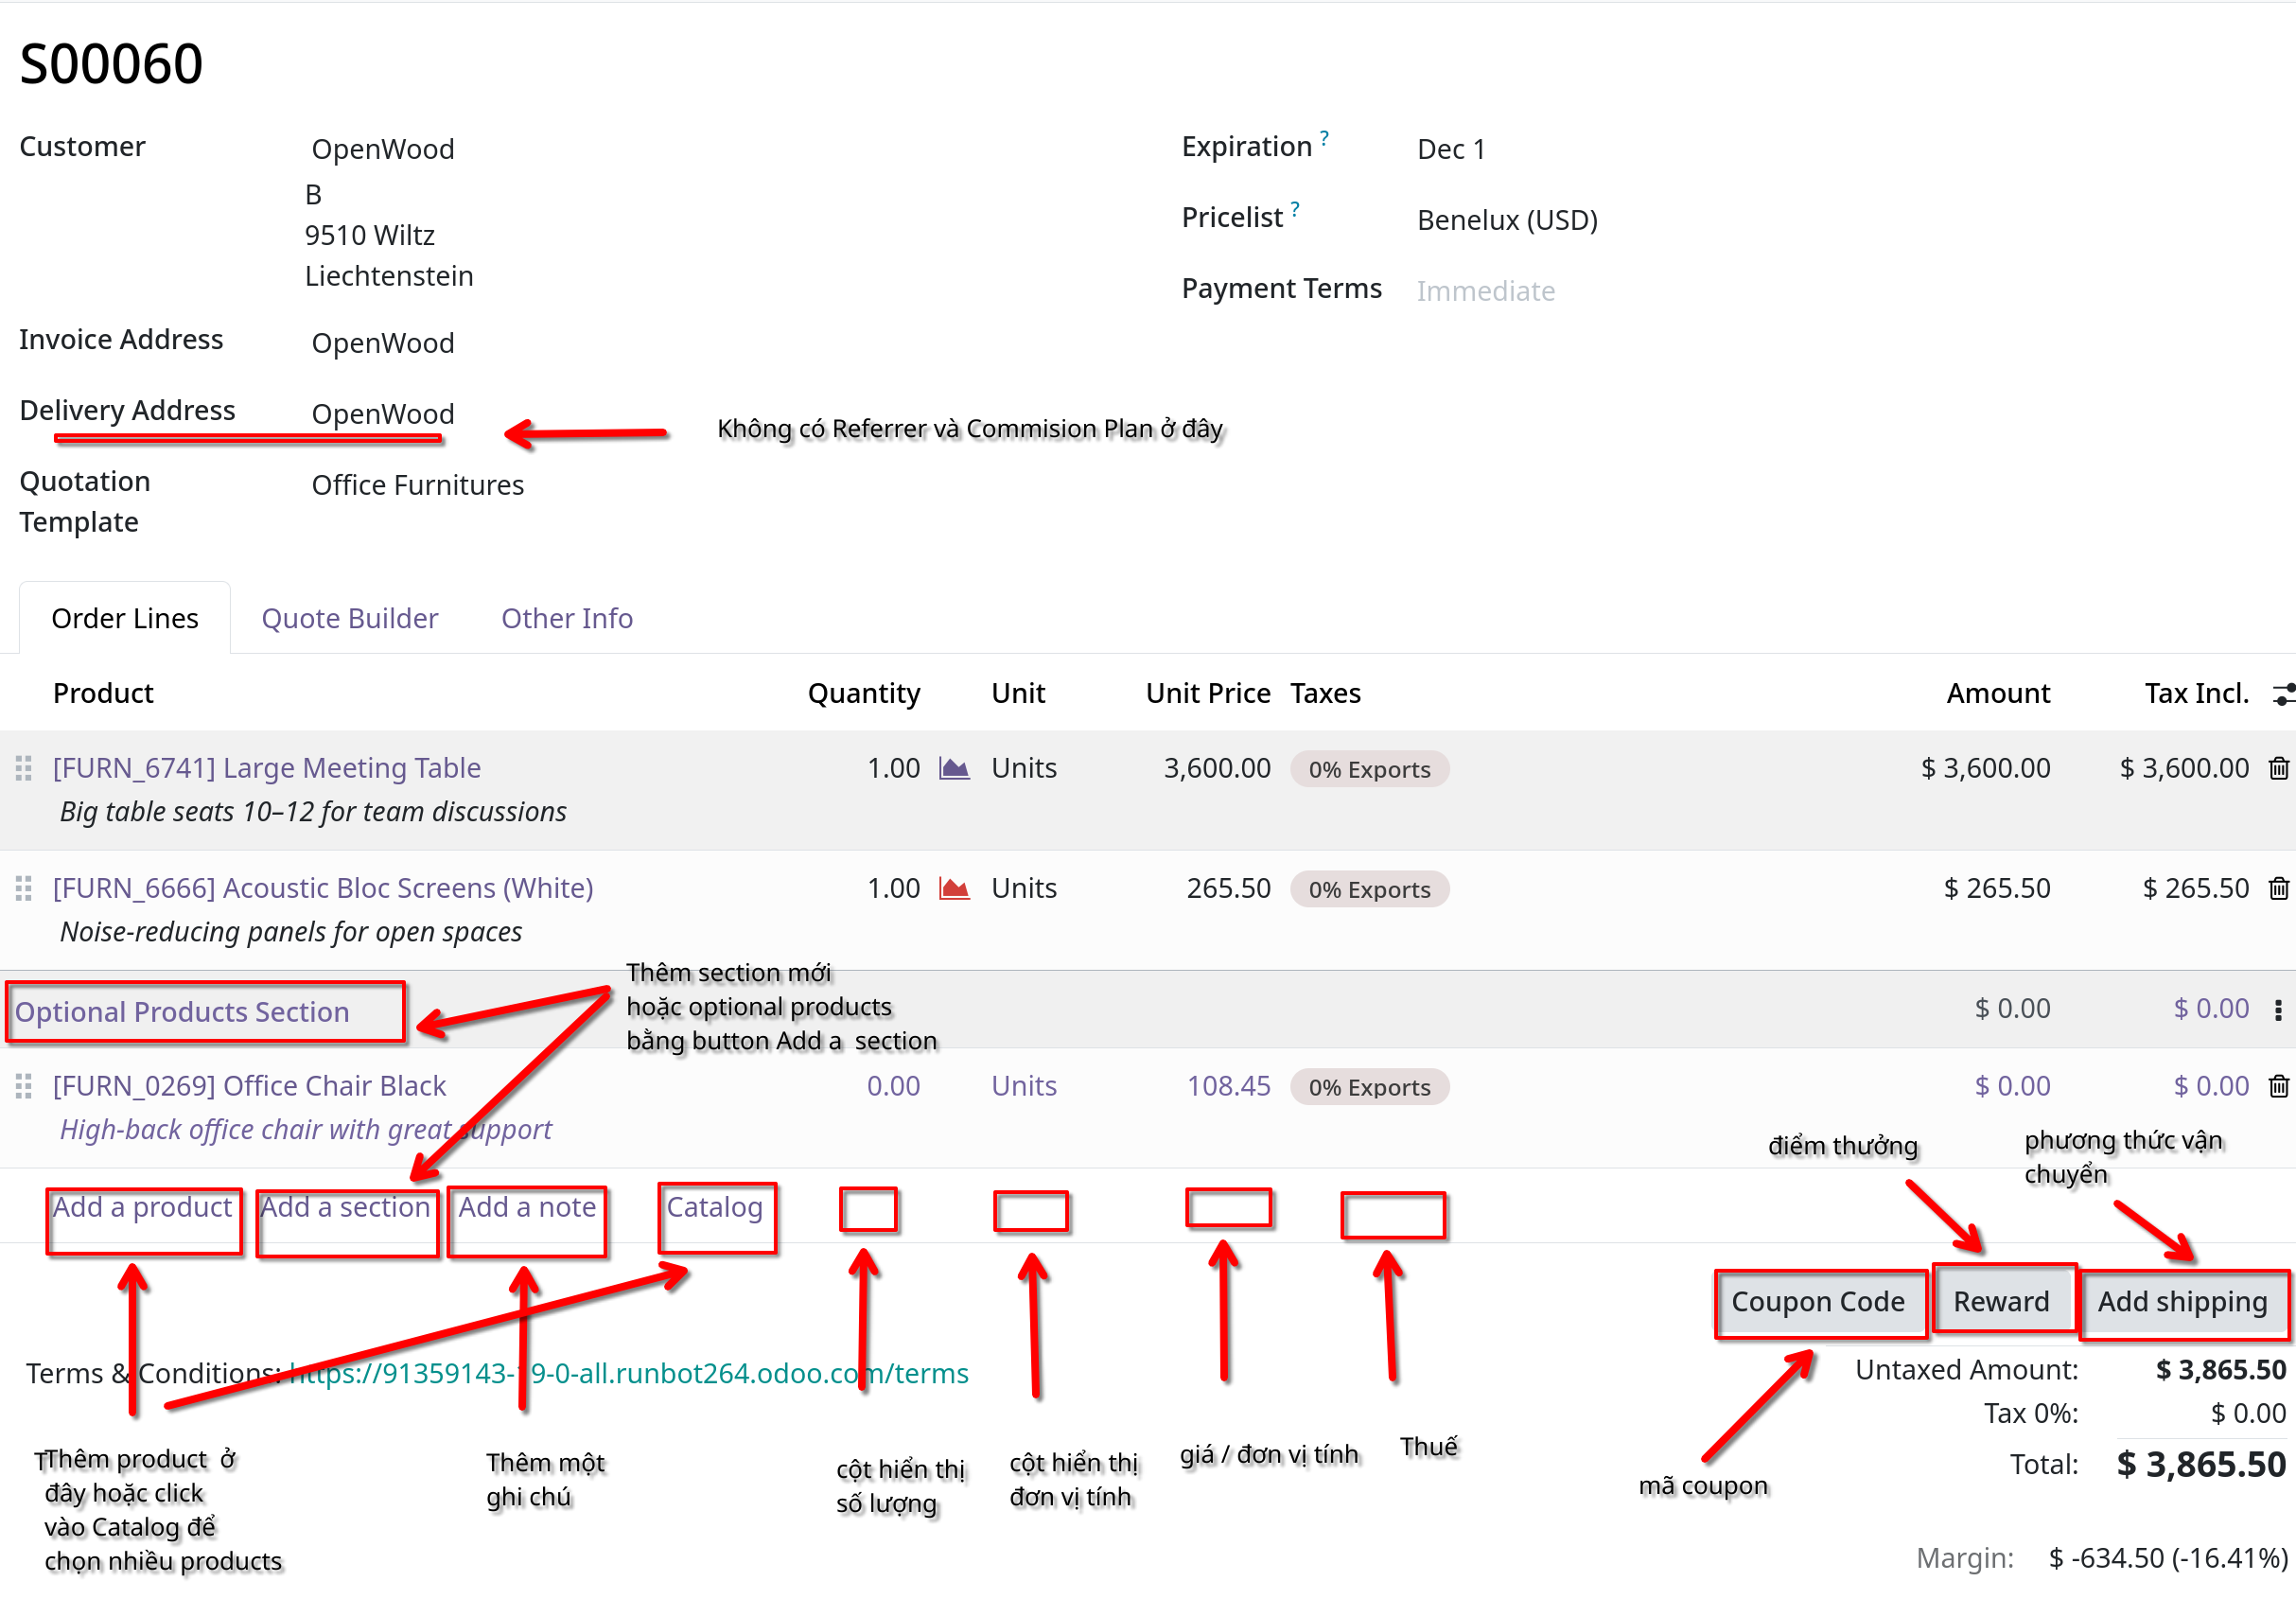 S00060
Customer
OpenWood
B
9510 Wiltz
Liechtenstein
Invoice Address
OpenWood
Delivery Address
OpenWood
Quotation
Template
Office Furnitures
Expiration ?
Dec 1
Pricelist ?
Benelux (USD)
Payment Terms
Immediate
Không có Referrer và Commision Plan ở đây
Order Lines Quote Builder Other Info
Product Quantity Unit Unit Price Taxes Amount Tax Incl.
[FURN_6741] Large Meeting Table 1.00 Units 3,600.00 0% Exports $ 3,600.00 $ 3,600.00
Big table seats 10–12 for team discussions
[FURN_6666] Acoustic Bloc Screens (White) 1.00 Units 265.50 0% Exports $ 265.50 $ 265.50
Noise-reducing panels for open spaces
Thêm section mới
hoặc optional products
bằng button Add a section
Optional Products Section $ 0.00 $ 0.00
[FURN_0269] Office Chair Black 0.00 Units 108.45 0% Exports $ 0.00 $ 0.00
High-back office chair with great support
điểm thưởng
phương thức vận
chuyển
Add a product Add a section Add a note Catalog
Coupon Code Reward Add shipping
Terms & Conditions: https://91359143-19-0-all.runbot264.odoo.com/terms
Untaxed Amount: $ 3,865.50
Tax 0%: $ 0.00
Total: $ 3,865.50
Margin: $ -634.50 (-16.41%)
TThêm product ở
đây hoặc click
vào Catalog để
chọn nhiều products
Thêm một
ghi chú
cột hiển thị
số lượng
cột hiển thị
đơn vị tính
giá / đơn vị tính
Thuế
mã coupon